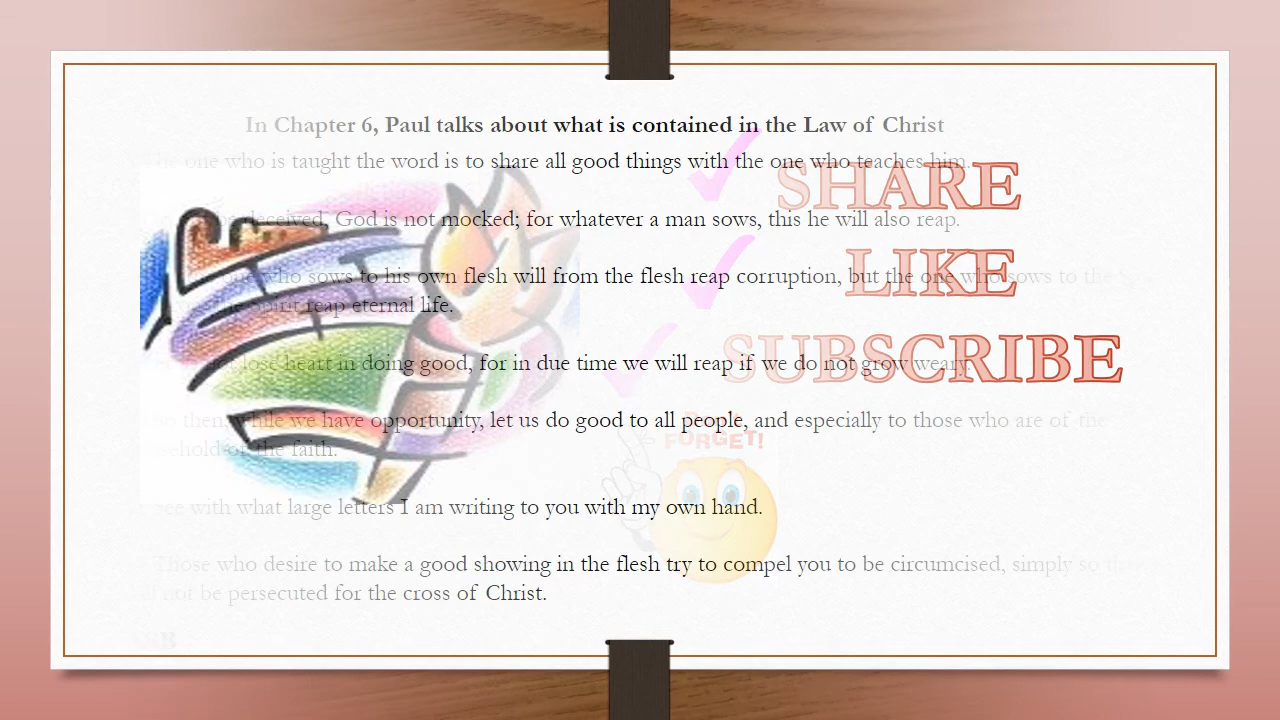 In Chapter 6, Paul talks about what is contained in the Law of Christ
The one who is taught the word is to share all good things with the one who teaches him.
SHARE
deceived, God is not mocked; for whatever a man sows, this he will also reap.
LIKE
who sows to his own flesh will from the flesh reap corruption, but the one who sows to the
Spirit reap eternal life.
SUBSCRIBE
lose heart in doing good, for in due time we will reap if we do not grow weary.
So then, while we have opportunity, let us do good to all people, and especially to those who are of the
of the faith.
FORGET!
See with what large letters I am writing to you with my own hand.
Those who desire to make a good showing in the flesh try to compel you to be circumcised, simply so
not be persecuted for the cross of Christ.